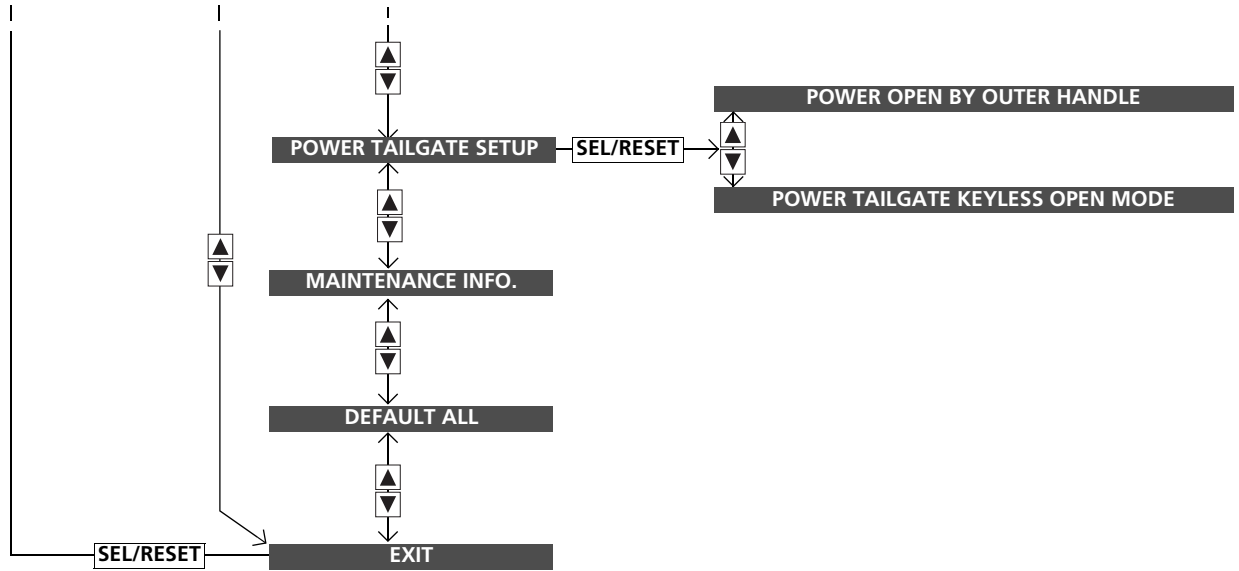 POWER OPEN BY OUTER HANDLE
POWER TAILGATE SETUP
SEL/RESET
POWER TAILGATE KEYLESS OPEN MODE
MAINTENANCE INFO.
DEFAULT ALL
SEL/RESET
EXIT